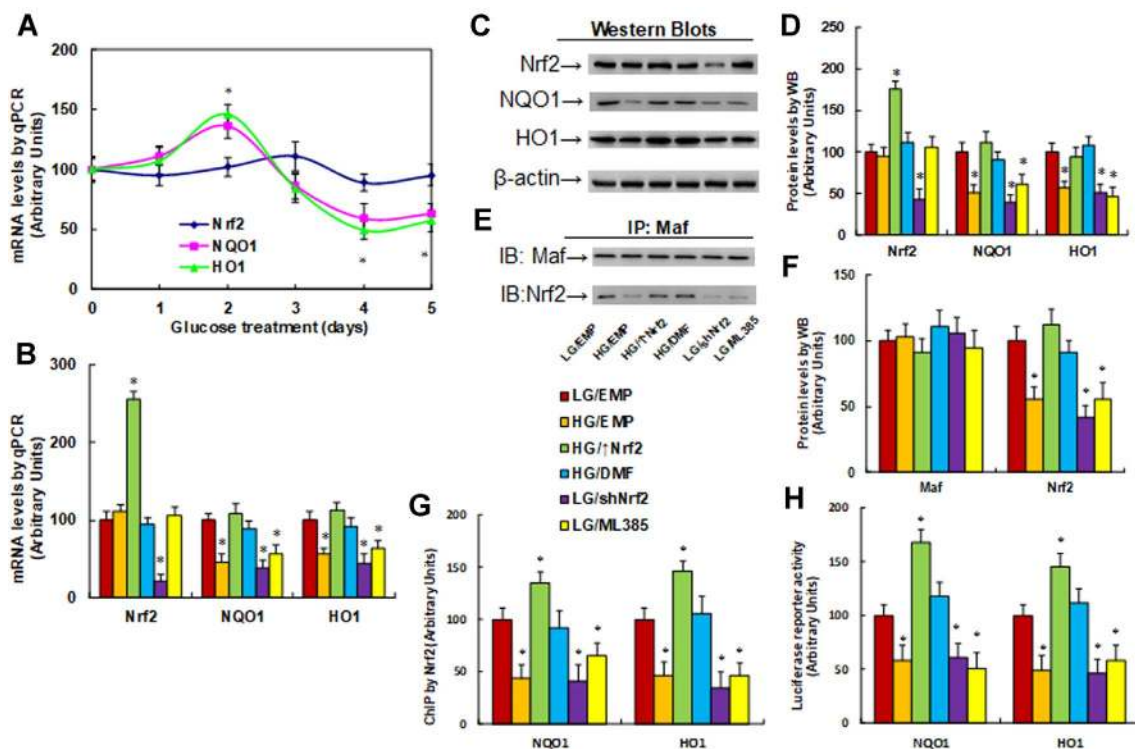 A
mRNA levels by qPCR
(Arbitrary Units)
200
150
100
50
0
Nrf2
NQO1
HO1
*
*
*
0 1 2 3 4 5
Glucose treatment (days)
B
mRNA levels by qPCR
(Arbitrary Units)
300
200
100
0
* * * * * * * *
Nrf2 NQO1 HO1
C
Western Blots
Nrf2→
NQO1→
HO1→
β-actin→
E
IP: Maf
IB: Maf→
IB:Nrf2→
LG/EMP
HG/EMP
HG/↑Nrf2
HG/DMF
LG/shNrf2
LG/ML385
LG/EMP
HG/EMP
HG/↑Nrf2
HG/DMF
LG/shNrf2
LG/ML385
D
Protein levels by WB
(Arbitrary Units)
200
150
100
50
0
* * * * * * * *
Nrf2 NQO1 HO1
F
Protein levels by WB
(Arbitrary Units)
150
100
50
0
* * *
Maf Nrf2
G
ChIP by Nrf2 (Arbitrary Units)
200
150
100
50
0
* * * * * * * *
NQO1 HO1
H
Luciferase reporter activity
(Arbitrary Units)
200
150
100
50
0
* * * * * * * *
NQO1 HO1